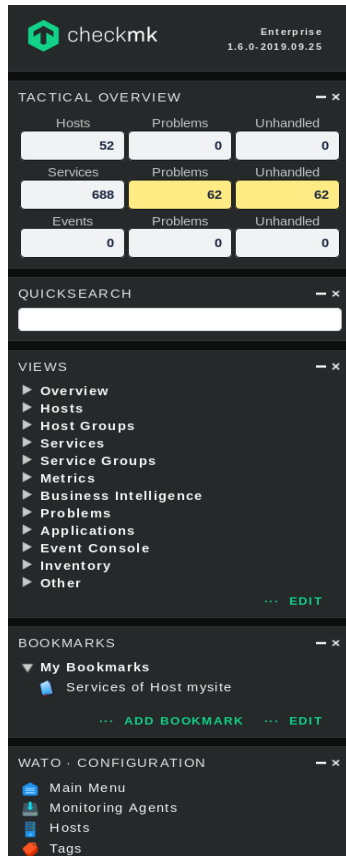 checkmk
Enterprise
1.6.0-2019.09.25
TACTICAL OVERVIEW
Hosts Problems Unhandled
52 0 0
Services Problems Unhandled
688 62 62
Events Problems Unhandled
0 0 0
QUICKSEARCH
VIEWS
Overview
Hosts
Host Groups
Services
Service Groups
Metrics
Business Intelligence
Problems
Applications
Event Console
Inventory
Other
··· EDIT
BOOKMARKS
My Bookmarks
Services of Host mysite
··· ADD BOOKMARK ··· EDIT
WATO · CONFIGURATION
Main Menu
Monitoring Agents
Hosts
Tags